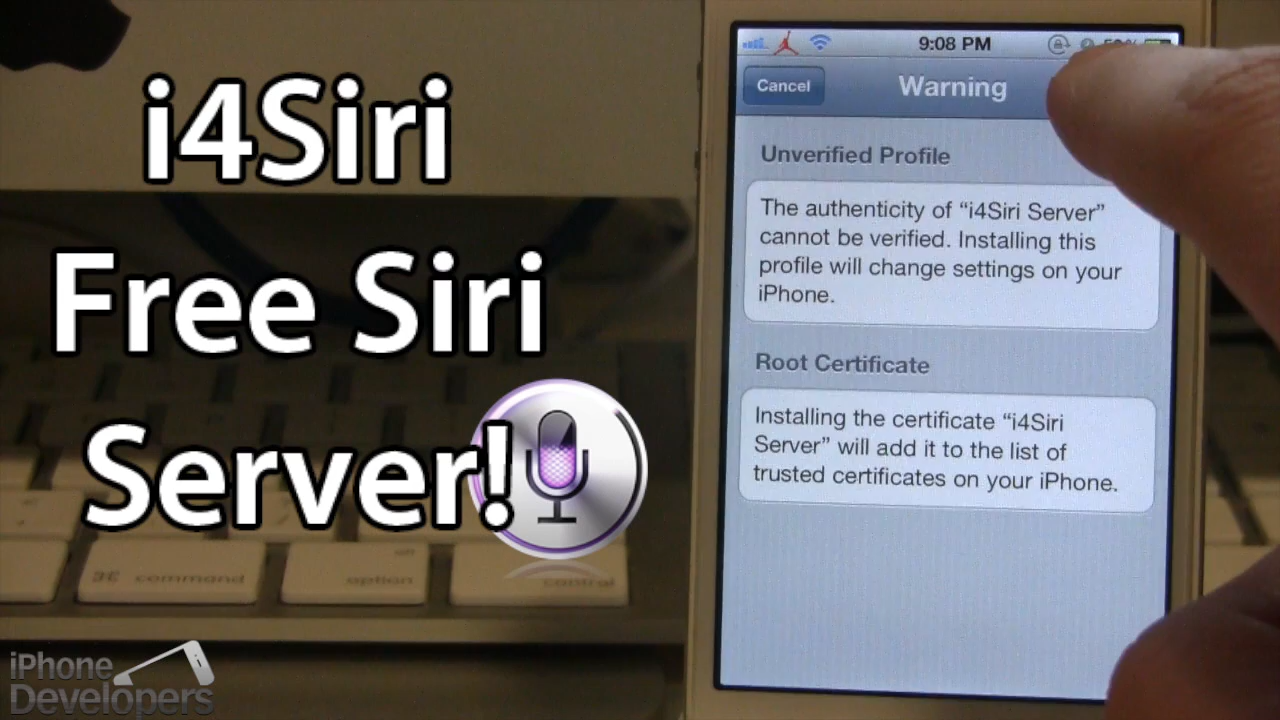 i4Siri
Free Siri
Server!
iPhone
Developers
command
option
control
9:08 PM
Cancel
Warning
Unverified Profile
The authenticity of “i4Siri Server”
cannot be verified. Installing this
profile will change settings on your
iPhone.
Root Certificate
Installing the certificate “i4Siri
Server” will add it to the list of
trusted certificates on your iPhone.